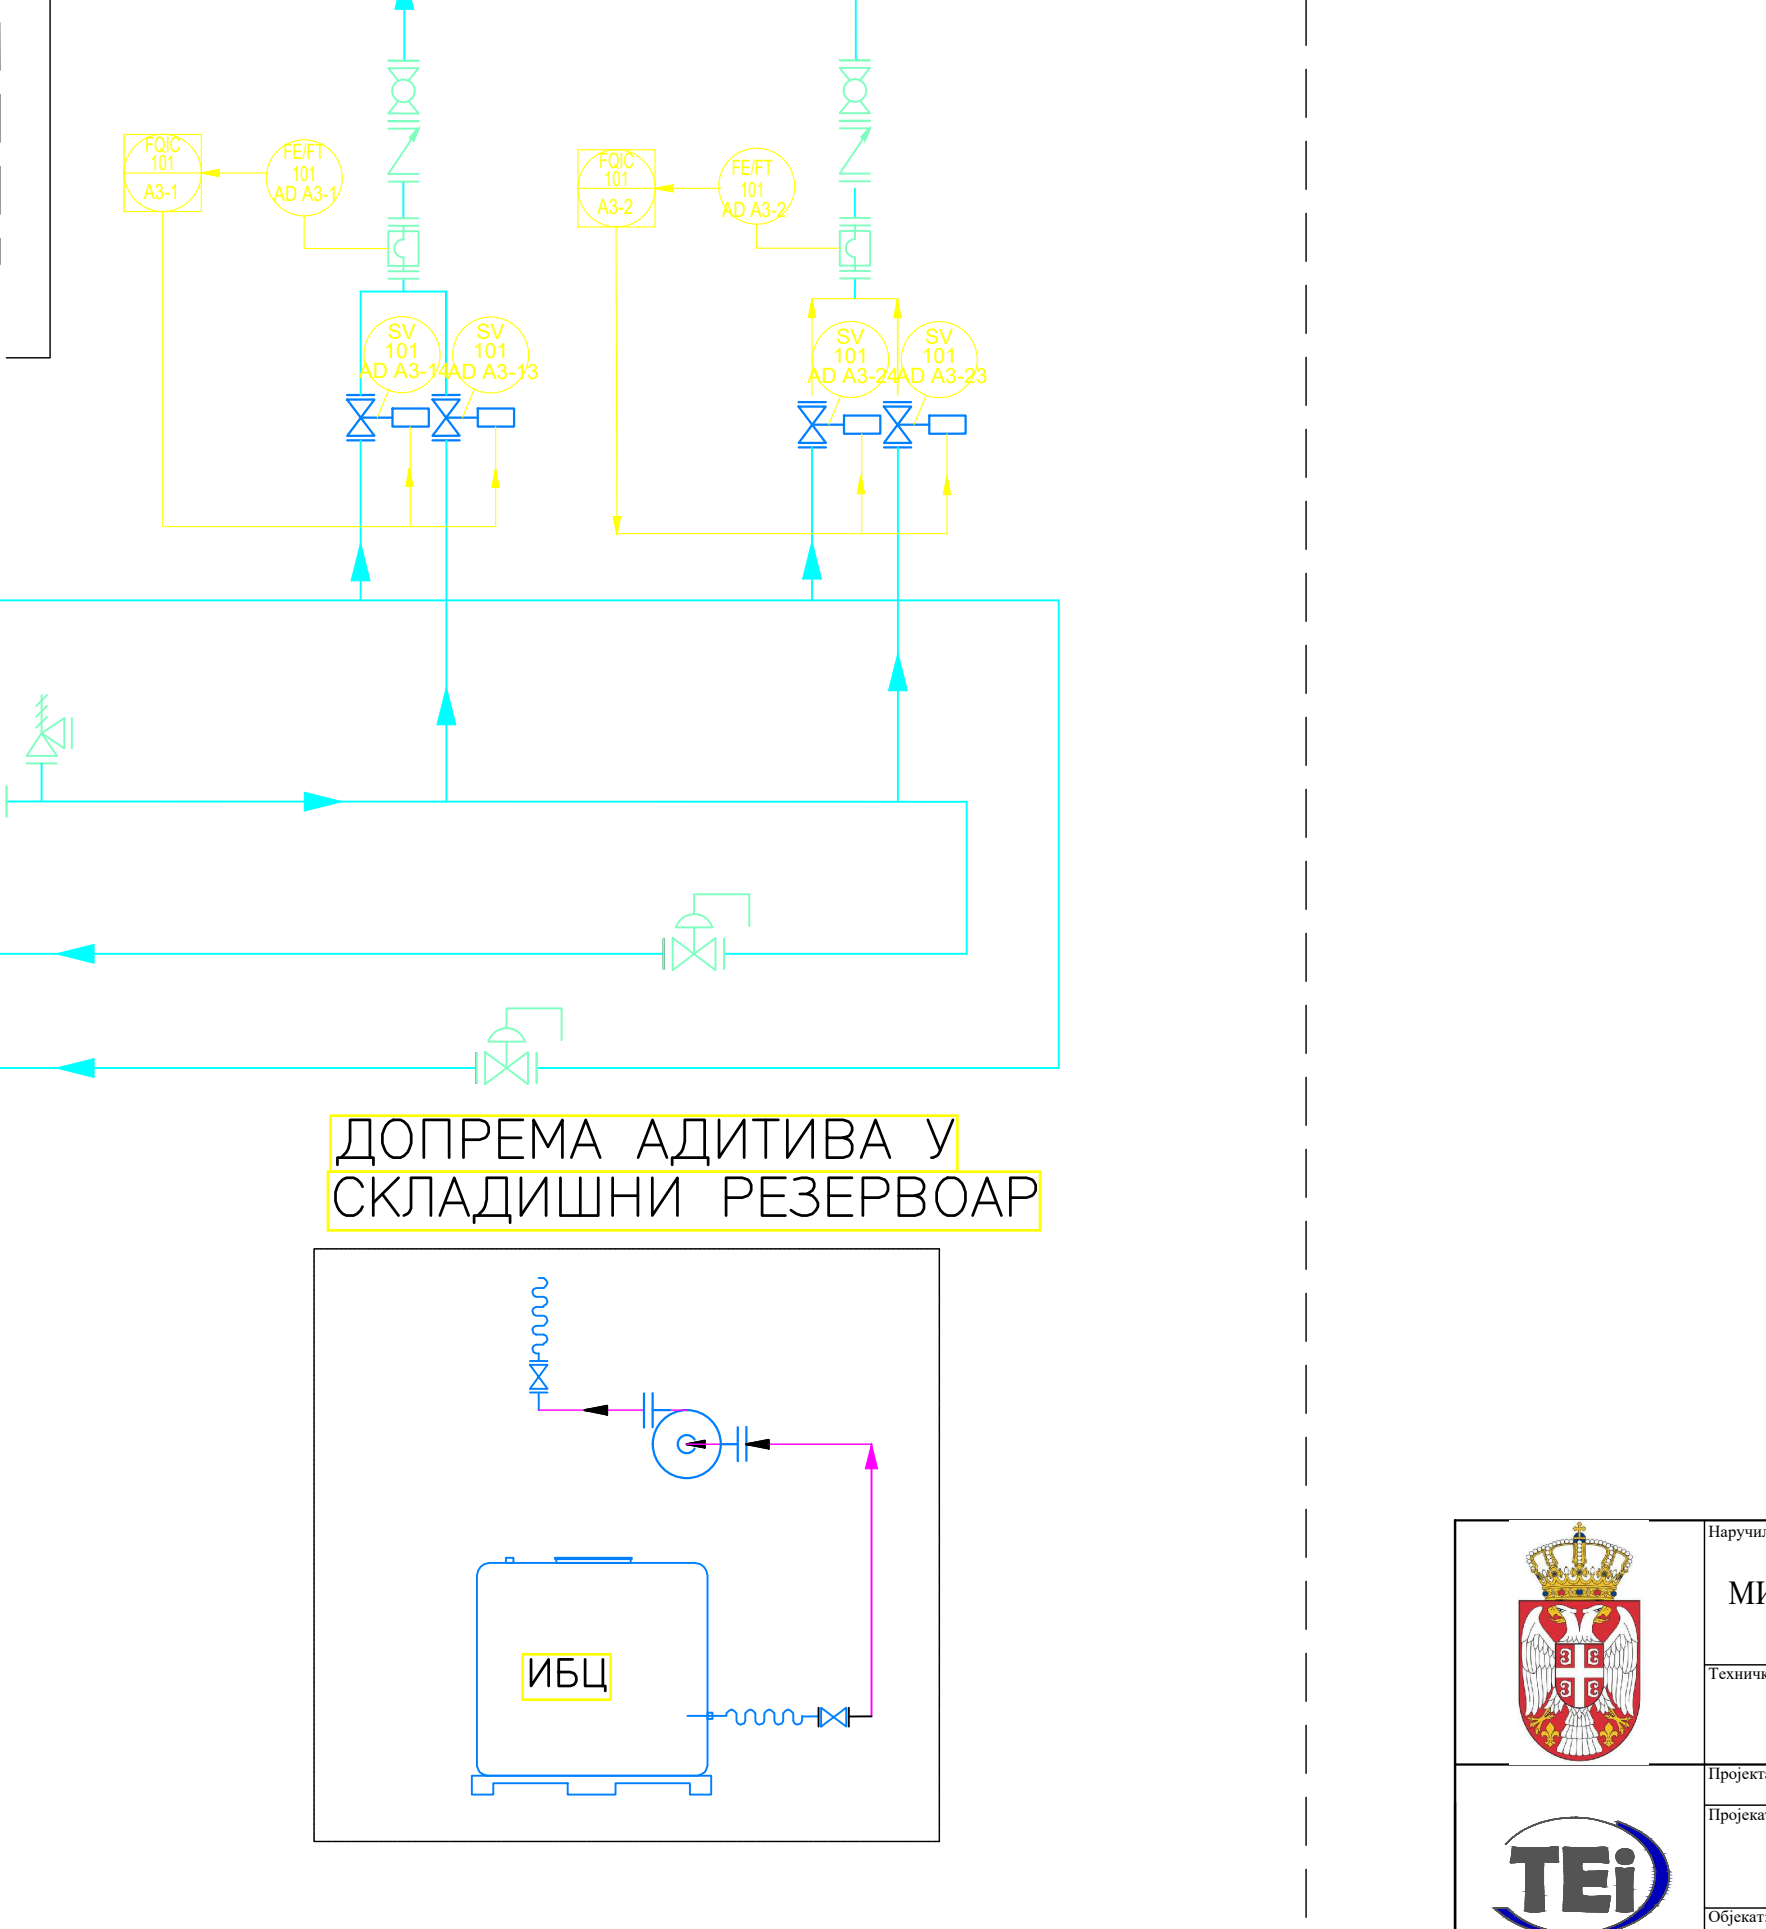 FQIC
101
A3-1
FE/FT
101
AD A3-1
FQIC
101
A3-2
FE/FT
101
AD A3-2
SV
101
AD A3-14
SV
101
AD A3-13
SV
101
AD A3-24
SV
101
AD A3-23
ДОПРЕМА АДИТИВА У
СКЛАДИШНИ РЕЗЕРВОАР
ИБЦ
TEi
Објекат: